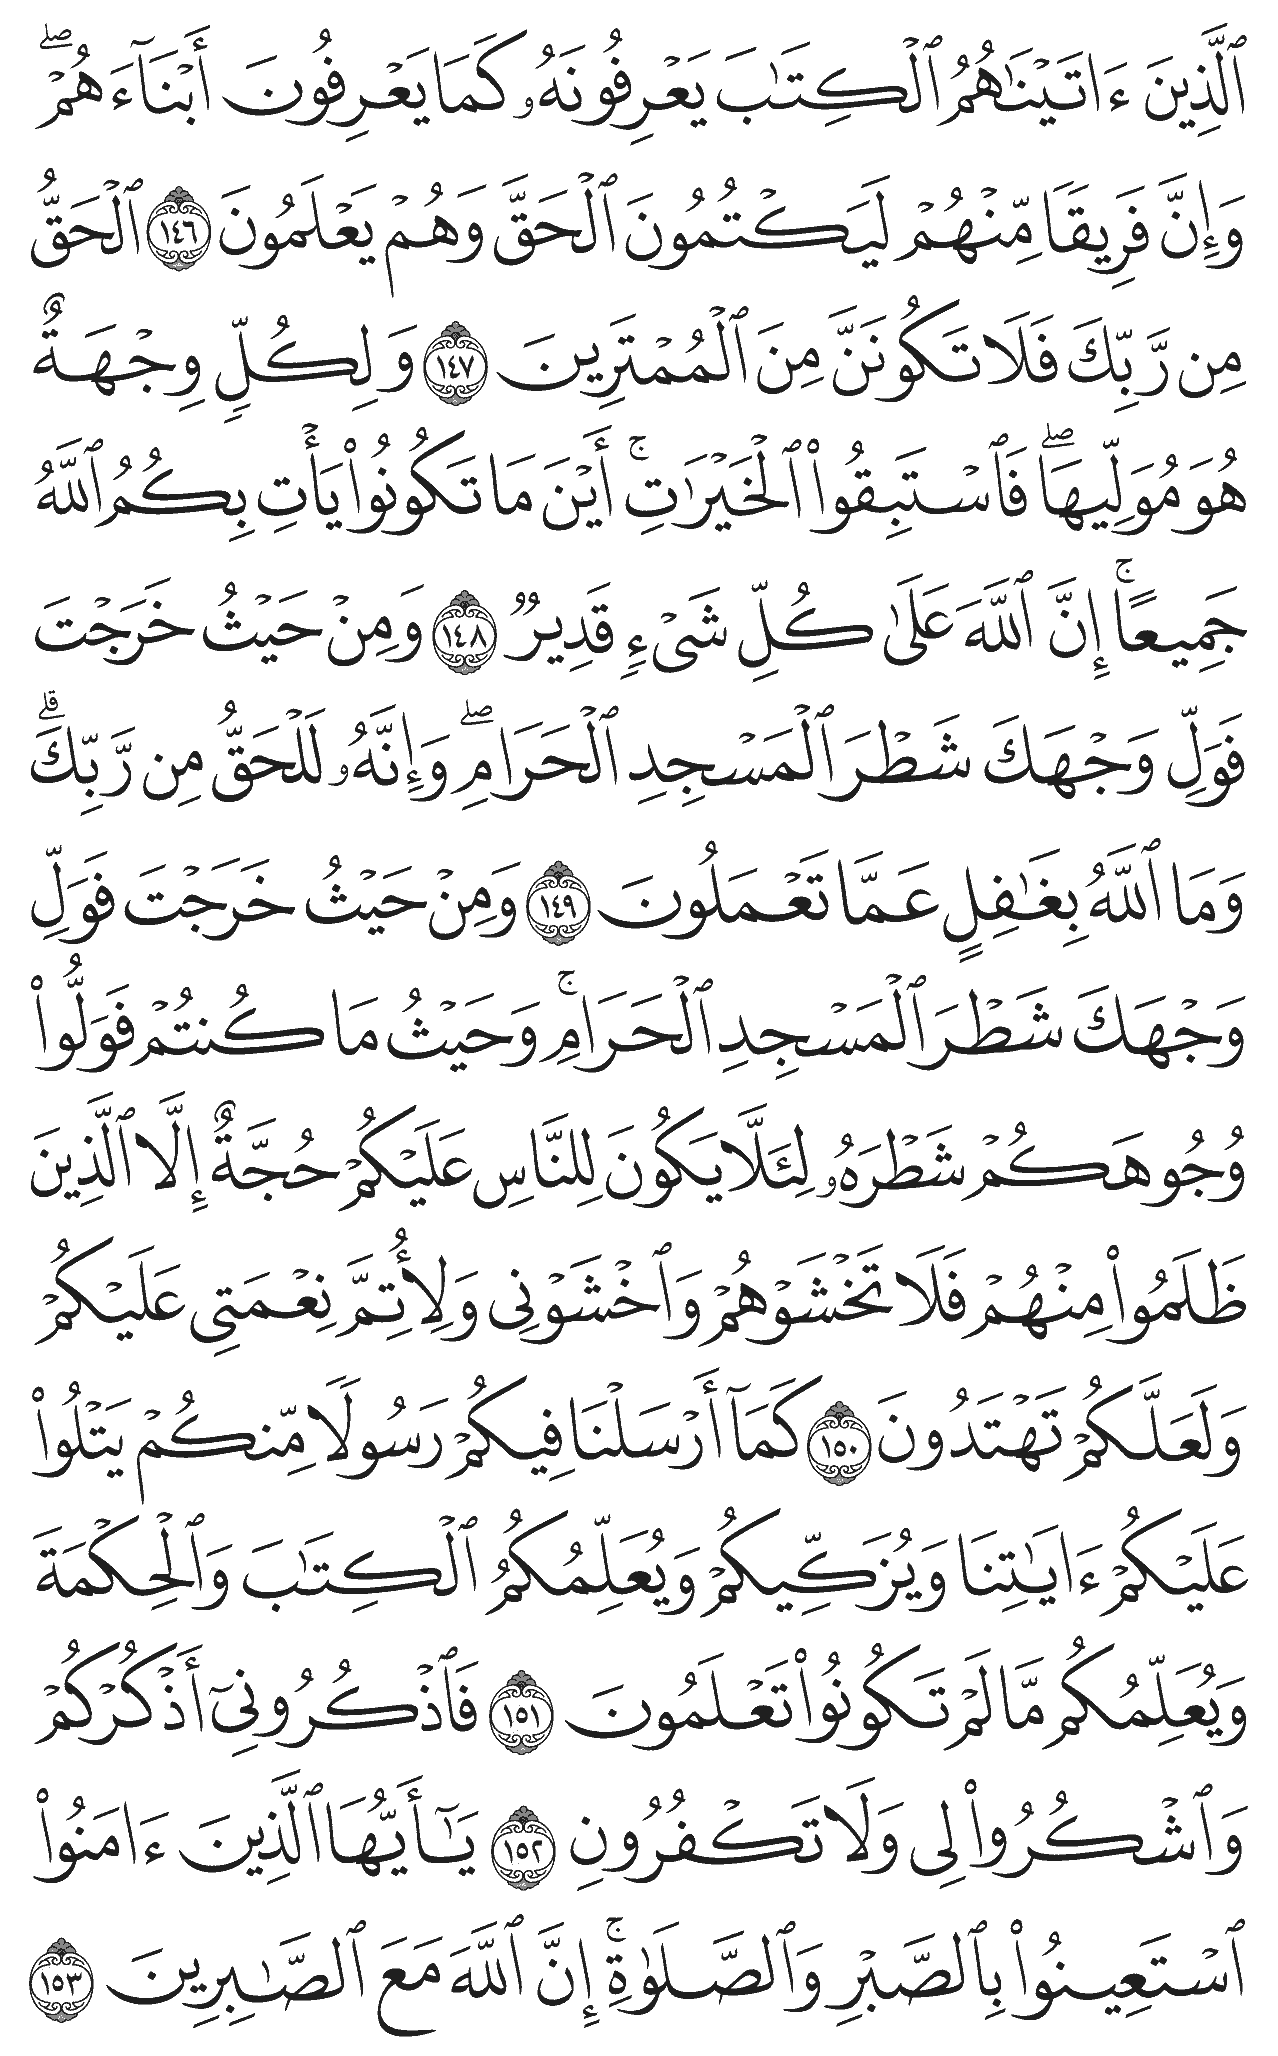 ٱلَّذِينَ ءَاتَيْنَٰهُمُ ٱلْكِتَٰبَ يَعْرِفُونَهُۥ كَمَا يَعْرِفُونَ أَبْنَآءَهُمْ ۖ
وَإِنَّ فَرِيقًا مِّنْهُمْ لَيَكْتُمُونَ ٱلْحَقَّ وَهُمْ يَعْلَمُونَ ١٤٦ ٱلْحَقُّ
مِن رَّبِّكَ فَلَا تَكُونَنَّ مِنَ ٱلْمُمْتَرِينَ ١٤٧ وَلِكُلٍّ وِجْهَةٌ
هُوَ مُوَلِّيهَا ۖ فَٱسْتَبِقُوا۟ ٱلْخَيْرَٰتِ ۚ أَيْنَ مَا تَكُونُوا۟ يَأْتِ بِكُمُ ٱللَّهُ
جَمِيعًا ۚ إِنَّ ٱللَّهَ عَلَىٰ كُلِّ شَىْءٍ قَدِيرٌ ١٤٨ وَمِنْ حَيْثُ خَرَجْتَ
فَوَلِّ وَجْهَكَ شَطْرَ ٱلْمَسْجِدِ ٱلْحَرَامِ ۖ وَإِنَّهُۥ لَلْحَقُّ مِن رَّبِّكَ ۗ
وَمَا ٱللَّهُ بِغَٰفِلٍ عَمَّا تَعْمَلُونَ ١٤٩ وَمِنْ حَيْثُ خَرَجْتَ فَوَلِّ
وَجْهَكَ شَطْرَ ٱلْمَسْجِدِ ٱلْحَرَامِ ۚ وَحَيْثُ مَا كُنتُمْ فَوَلُّوا۟
وُجُوهَكُمْ شَطْرَهُۥ لِئَلَّا يَكُونَ لِلنَّاسِ عَلَيْكُمْ حُجَّةٌ إِلَّا ٱلَّذِينَ
ظَلَمُوا۟ مِنْهُمْ فَلَا تَخْشَوْهُمْ وَٱخْشَوْنِى وَلِأُتِمَّ نِعْمَتِى عَلَيْكُمْ
وَلَعَلَّكُمْ تَهْتَدُونَ ١٥٠ كَمَآ أَرْسَلْنَا فِيكُمْ رَسُولًا مِّنكُمْ يَتْلُوا۟
عَلَيْكُمْ ءَايَٰتِنَا وَيُزَكِّيكُمْ وَيُعَلِّمُكُمُ ٱلْكِتَٰبَ وَٱلْحِكْمَةَ
وَيُعَلِّمُكُم مَّا لَمْ تَكُونُوا۟ تَعْلَمُونَ ١٥١ فَٱذْكُرُونِىٓ أَذْكُرْكُمْ
وَٱشْكُرُوا۟ لِى وَلَا تَكْفُرُونِ ١٥٢ يَٰٓأَيُّهَا ٱلَّذِينَ ءَامَنُوا۟
ٱسْتَعِينُوا۟ بِٱلصَّبْرِ وَٱلصَّلَوٰةِ ۚ إِنَّ ٱللَّهَ مَعَ ٱلصَّٰبِرِينَ ١٥٣